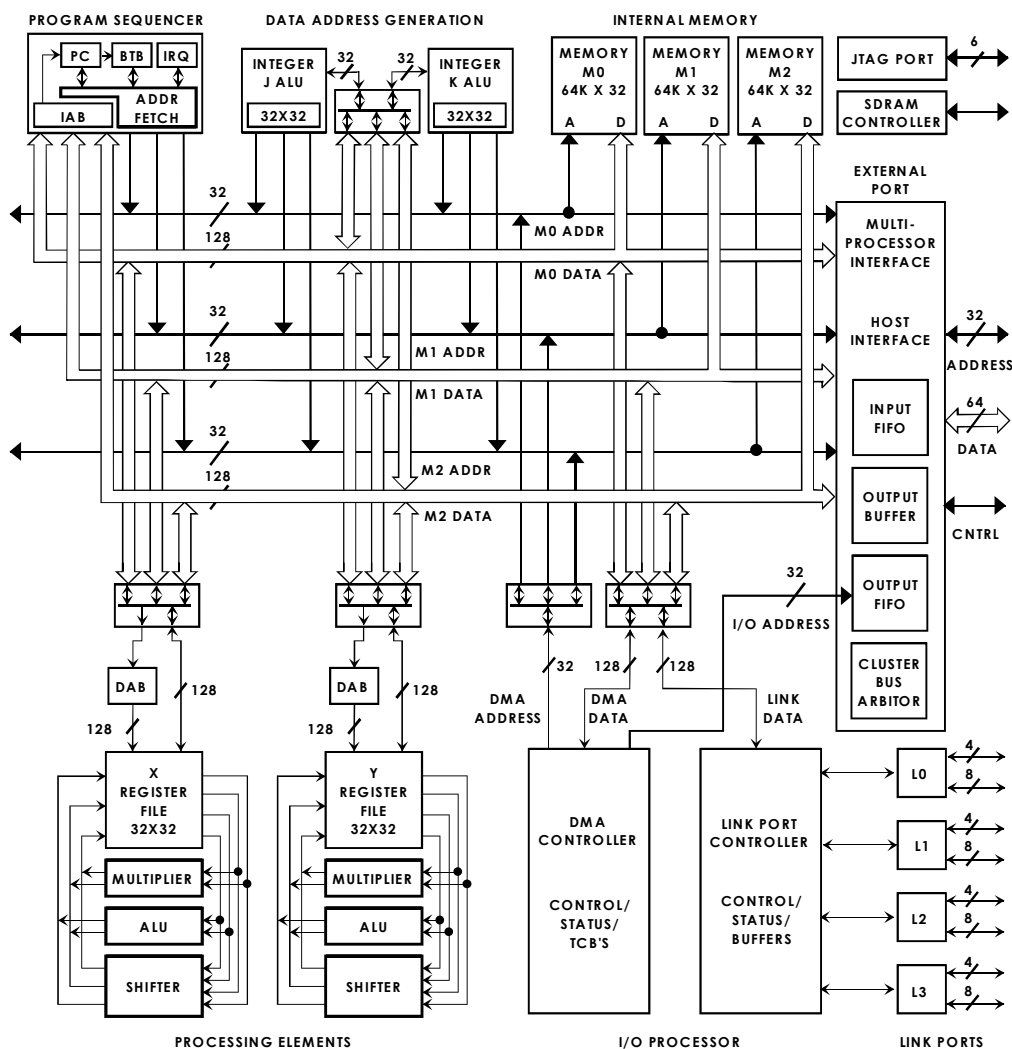 PROGRAM SEQUENCER
DATA ADDRESS GENERATION
INTERNAL MEMORY
PC
BTB
IRQ
ADDR
FETCH
IAB
INTEGER
J ALU
32X32
32
32
INTEGER
K ALU
32X32
MEMORY
M0
64K X 32
A D
MEMORY
M1
64K X 32
A D
MEMORY
M2
64K X 32
A D
JTAG PORT
6
SDRAM
CONTROLLER
EXTERNAL
PORT
MULTI-
PROCESSOR
INTERFACE
HOST
INTERFACE
INPUT
FIFO
OUTPUT
BUFFER
OUTPUT
FIFO
CLUSTER
BUS
ARBITOR
32
ADDRESS
64
DATA
CNTRL
32
M0 ADDR
128
M0 DATA
32
M1 ADDR
128
M1 DATA
32
M2 ADDR
128
M2 DATA
32
I/O ADDRESS
DAB
128
128
DAB
128
128
32
DMA
ADDRESS
128
DMA
DATA
128
LINK
DATA
X
REGISTER
FILE
32X32
MULTIPLIER
ALU
SHIFTER
Y
REGISTER
FILE
32X32
MULTIPLIER
ALU
SHIFTER
DMA
CONTROLLER
CONTROL/
STATUS/
TCB'S
LINK PORT
CONTROLLER
CONTROL/
STATUS/
BUFFERS
L0
4
8
L1
4
8
L2
4
8
L3
4
8
PROCESSING ELEMENTS
I/O PROCESSOR
LINK PORTS